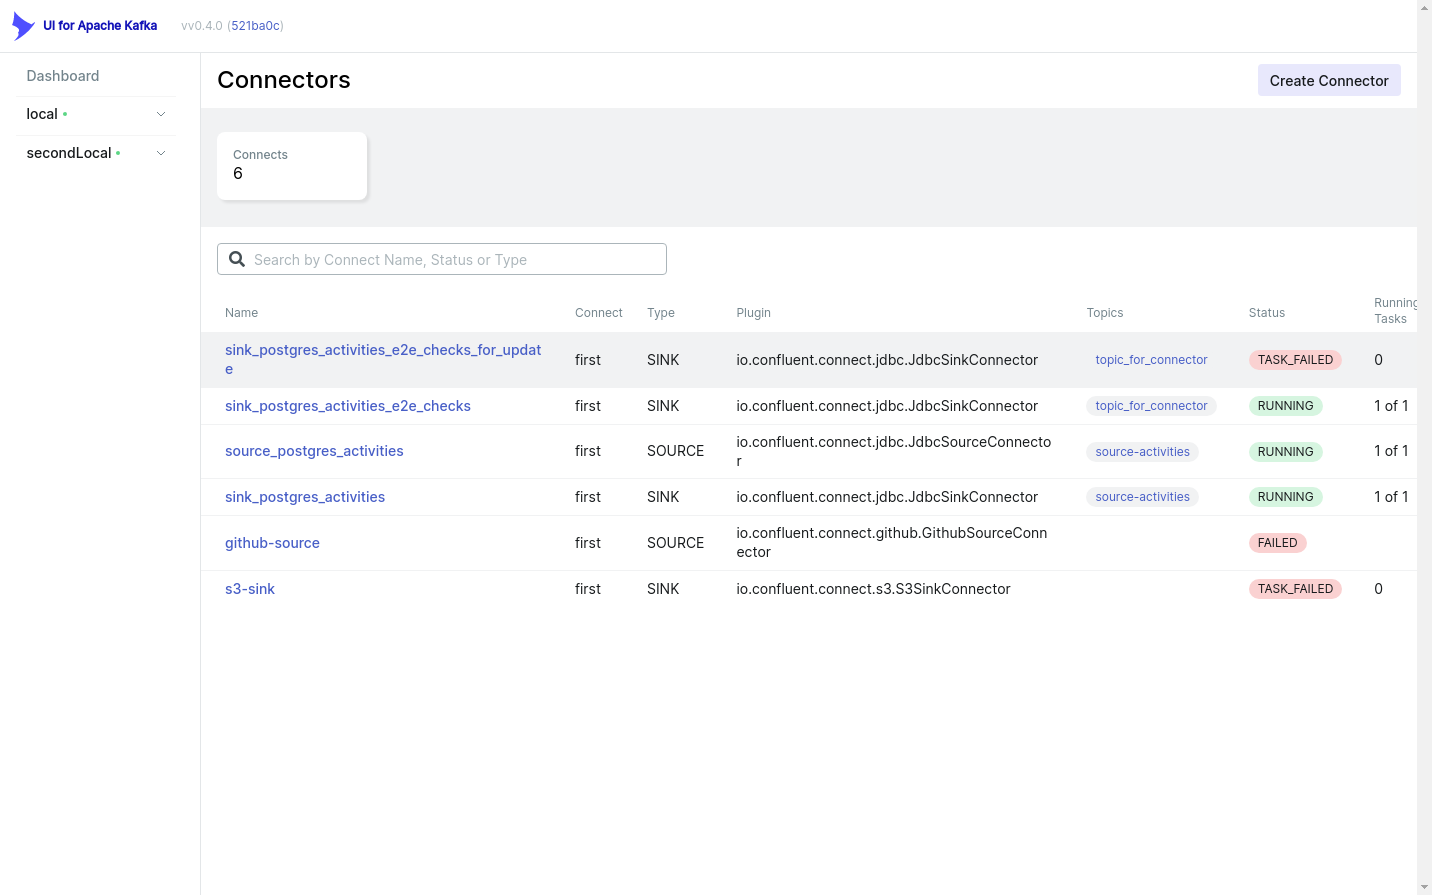 UI for Apache Kafka
vv0.4.0 (521ba0c)
Dashboard
local
secondLocal
Connectors
Create Connector
Connects
6
Search by Connect Name, Status or Type
Name Connect Type Plugin Topics Status Running Tasks
sink_postgres_activities_e2e_checks_for_updat
e
first SINK io.confluent.connect.jdbc.JdbcSinkConnector topic_for_connector TASK_FAILED 0
sink_postgres_activities_e2e_checks first SINK io.confluent.connect.jdbc.JdbcSinkConnector topic_for_connector RUNNING 1 of 1
source_postgres_activities first SOURCE io.confluent.connect.jdbc.JdbcSourceConnecto
r
source-activities RUNNING 1 of 1
sink_postgres_activities first SINK io.confluent.connect.jdbc.JdbcSinkConnector source-activities RUNNING 1 of 1
github-source first SOURCE io.confluent.connect.github.GithubSourceConn
ector
FAILED
s3-sink first SINK io.confluent.connect.s3.S3SinkConnector TASK_FAILED 0